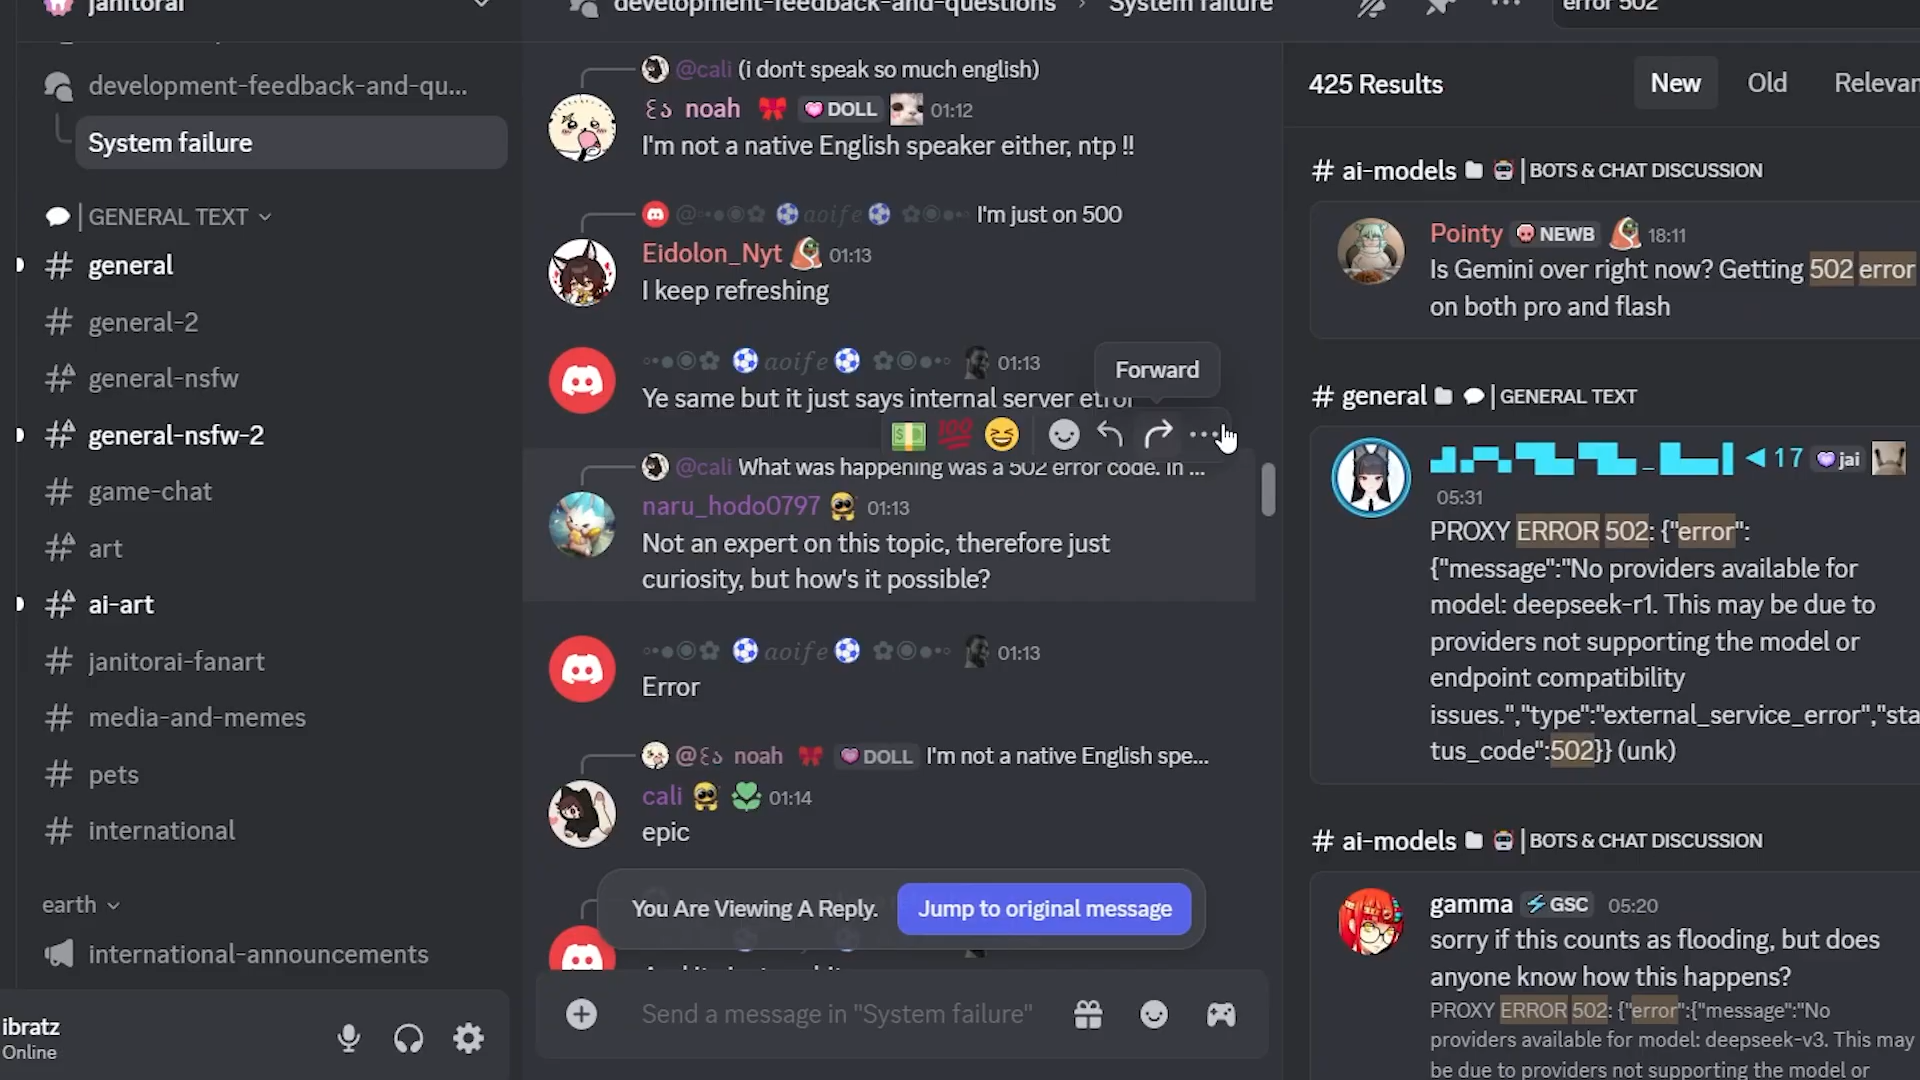 janitorai
development-feedback-and-qu...
System failure
GENERAL TEXT
general
general-2
general-nsfw
general-nsfw-2
game-chat
art
ai-art
janitorai-fanart
media-and-memes
pets
international
earth
international-announcements
ibratz
Online
development-feedback-and-questions › System failure
@cali (i don't speak so much english)
noah DOLL 01:12
I'm not a native English speaker either, ntp !!
@ aoife I'm just on 500
Eidolon_Nyt 01:13
I keep refreshing
aoife 01:13
Forward
Ye same but it just says internal server etror
@cali What was happening was a 502 error code. In ...
naru_hodo0797 01:13
Not an expert on this topic, therefore just
curiosity, but how's it possible?
aoife 01:13
Error
@ noah DOLL I'm not a native English spe...
cali 01:14
epic
You Are Viewing A Reply. Jump to original message
Send a message in "System failure"
error 502
425 Results New Old Relevan
# ai-models | BOTS & CHAT DISCUSSION
Pointy NEWB 18:11
Is Gemini over right now? Getting 502 error
on both pro and flash
# general | GENERAL TEXT
17 jai
05:31
PROXY ERROR 502: {"error":
{"message":"No providers available for
model: deepseek-r1. This may be due to
providers not supporting the model or
endpoint compatibility
issues.","type":"external_service_error","sta
tus_code":502}} (unk)
# ai-models | BOTS & CHAT DISCUSSION
gamma GSC 05:20
sorry if this counts as flooding, but does
anyone know how this happens?
PROXY ERROR 502: {"error":{"message":"No
providers available for model: deepseek-v3. This may
be due to providers not supporting the model or